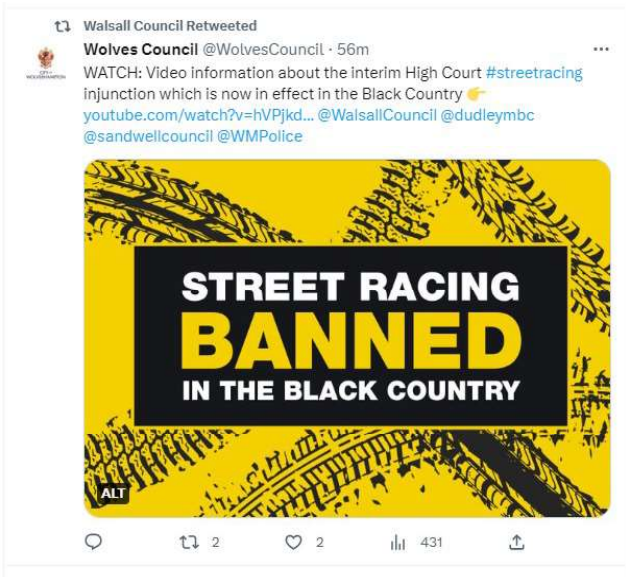 Walsall Council Retweeted
Wolves Council @WolvesCouncil · 56m
WATCH: Video information about the interim High Court #streetracing
injunction which is now in effect in the Black Country 👉
youtube.com/watch?v=hVPjkd... @WalsallCouncil @dudleymbc
@sandwellcouncil @WMPolice
STREET RACING
BANNED
IN THE BLACK COUNTRY
ALT
2 2 431